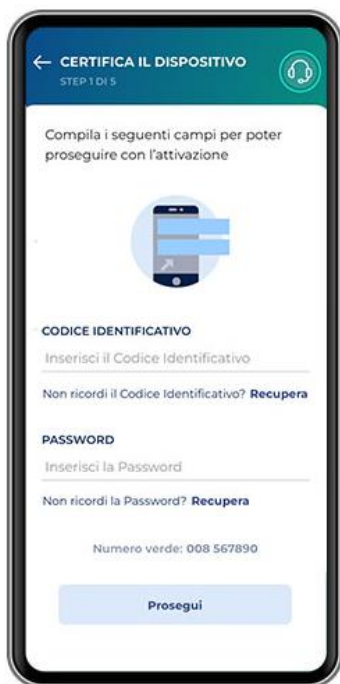 CERTIFICA IL DISPOSITIVO
STEP 1 DI 5
Compila i seguenti campi per poter
proseguire con l'attivazione
CODICE IDENTIFICATIVO
Inserisci il Codice Identificativo
Non ricordi il Codice Identificativo? Recupera
PASSWORD
Inserisci la Password
Non ricordi la Password? Recupera
Numero verde: 008 567890
Prosegui